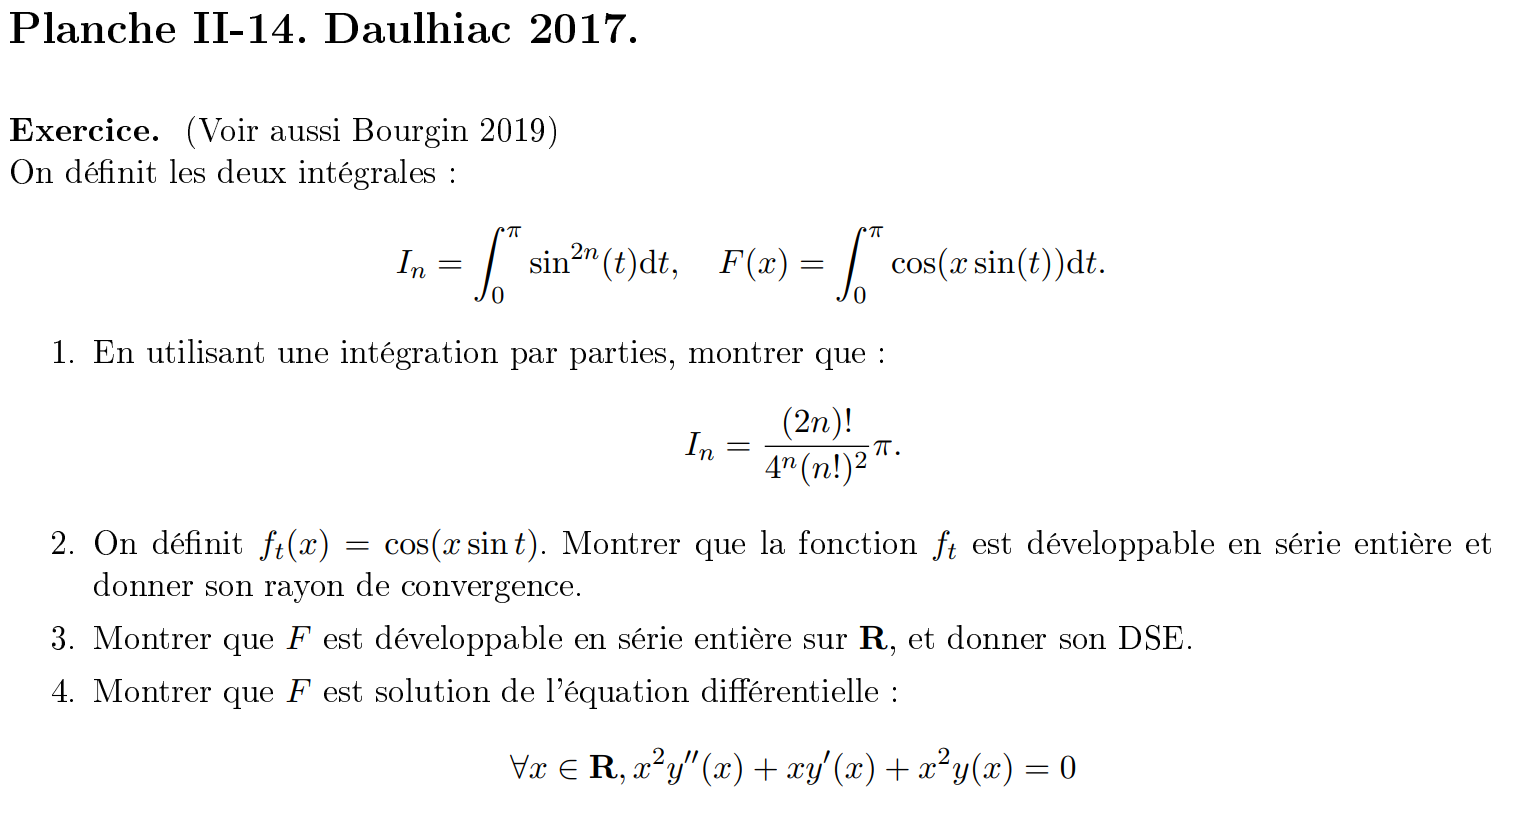 Planche II-14. Daulhiac 2017.
Exercice. (Voir aussi Bourgin 2019)
On définit les deux intégrales :
$I_n = \int_0^\pi \sin^{2n}(t)\mathrm{d}t, \quad F(x) = \int_0^\pi \cos(x \sin(t))\mathrm{d}t.$
1. En utilisant une intégration par parties, montrer que :
$I_n = \frac{(2n)!}{4^n(n!)^2}\pi.$
2. On définit $f_t(x) = \cos(x \sin t)$. Montrer que la fonction $f_t$ est développable en série entière et
donner son rayon de convergence.
3. Montrer que $F$ est développable en série entière sur $\mathbf{R}$, et donner son DSE.
4. Montrer que $F$ est solution de l'équation différentielle :
$\forall x \in \mathbf{R}, x^2y''(x) + xy'(x) + x^2y(x) = 0$